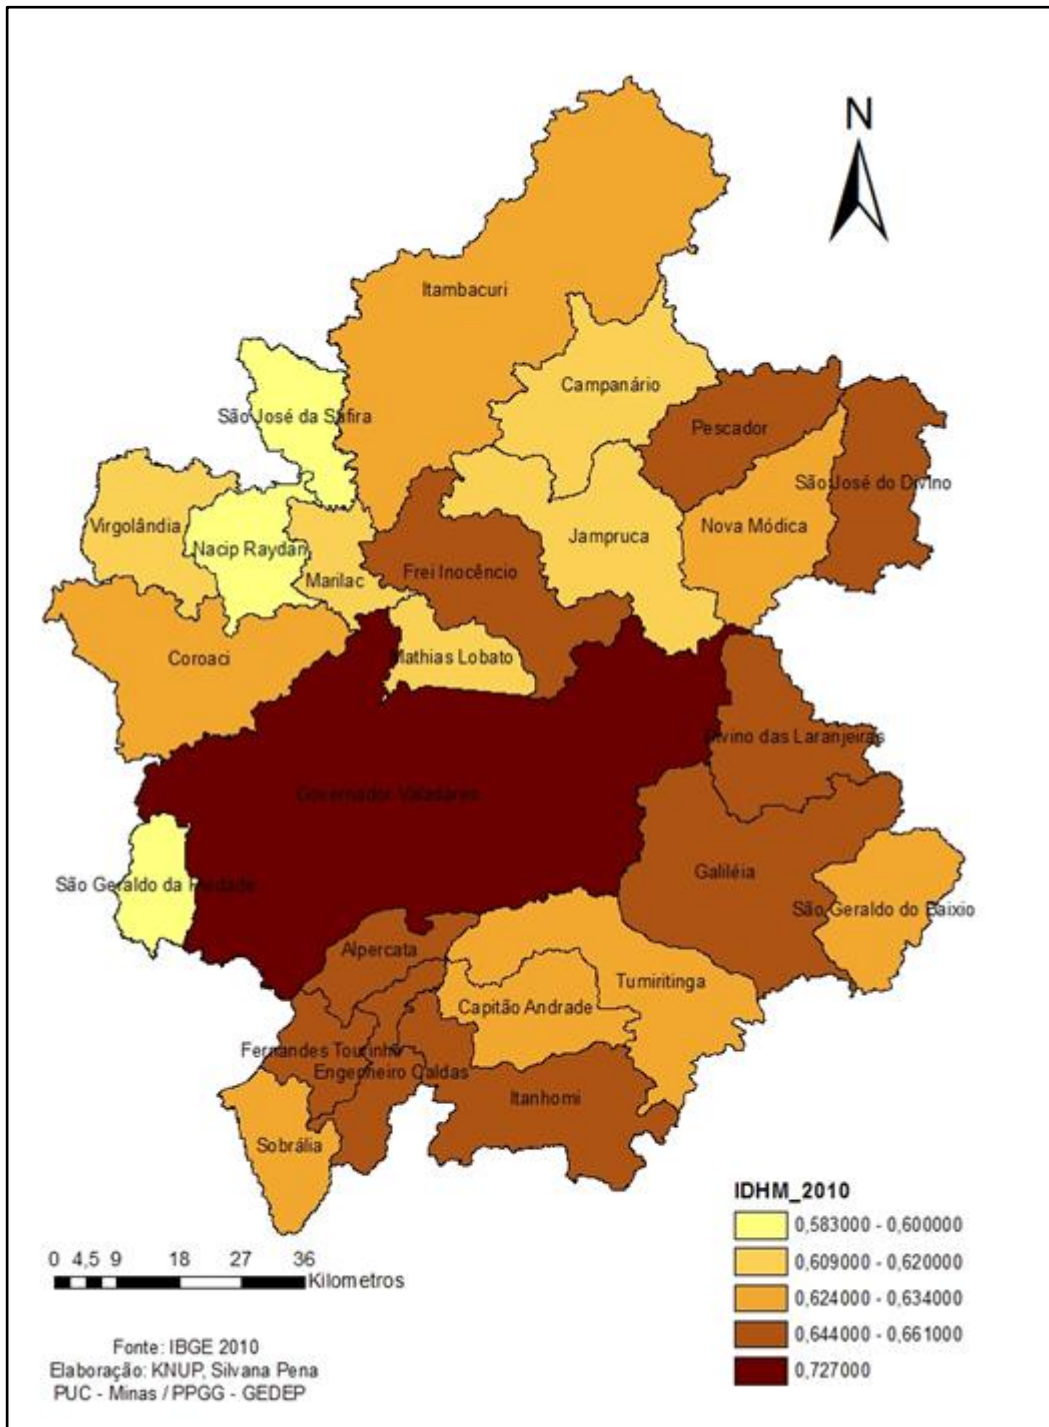 N
Itambacuri
Campanário
São José da Safira
Pescador
São José do Divino
Virgolândia
Nacip Raydan
Marilac
Frei Inocêncio
Jampruca
Nova Módica
Coroaci
Mathias Lobato
Divino das Laranjeiras
Governador Valadares
São Geraldo da Piedade
Galiléia
São Geraldo do Baixio
Alpercata
Tumiritinga
Capitão Andrade
Fernandes Tourinho
Engenheiro Caldas
Itanhomi
Sobrália
IDHM_2010
0,583000 - 0,600000
0,609000 - 0,620000
0,624000 - 0,634000
0,644000 - 0,661000
0,727000
0 4,5 9 18 27 36
Kilometros
Fonte: IBGE 2010
Elaboração: KNUP, Silvana Pena
PUC - Minas / PPGG - GEDEP